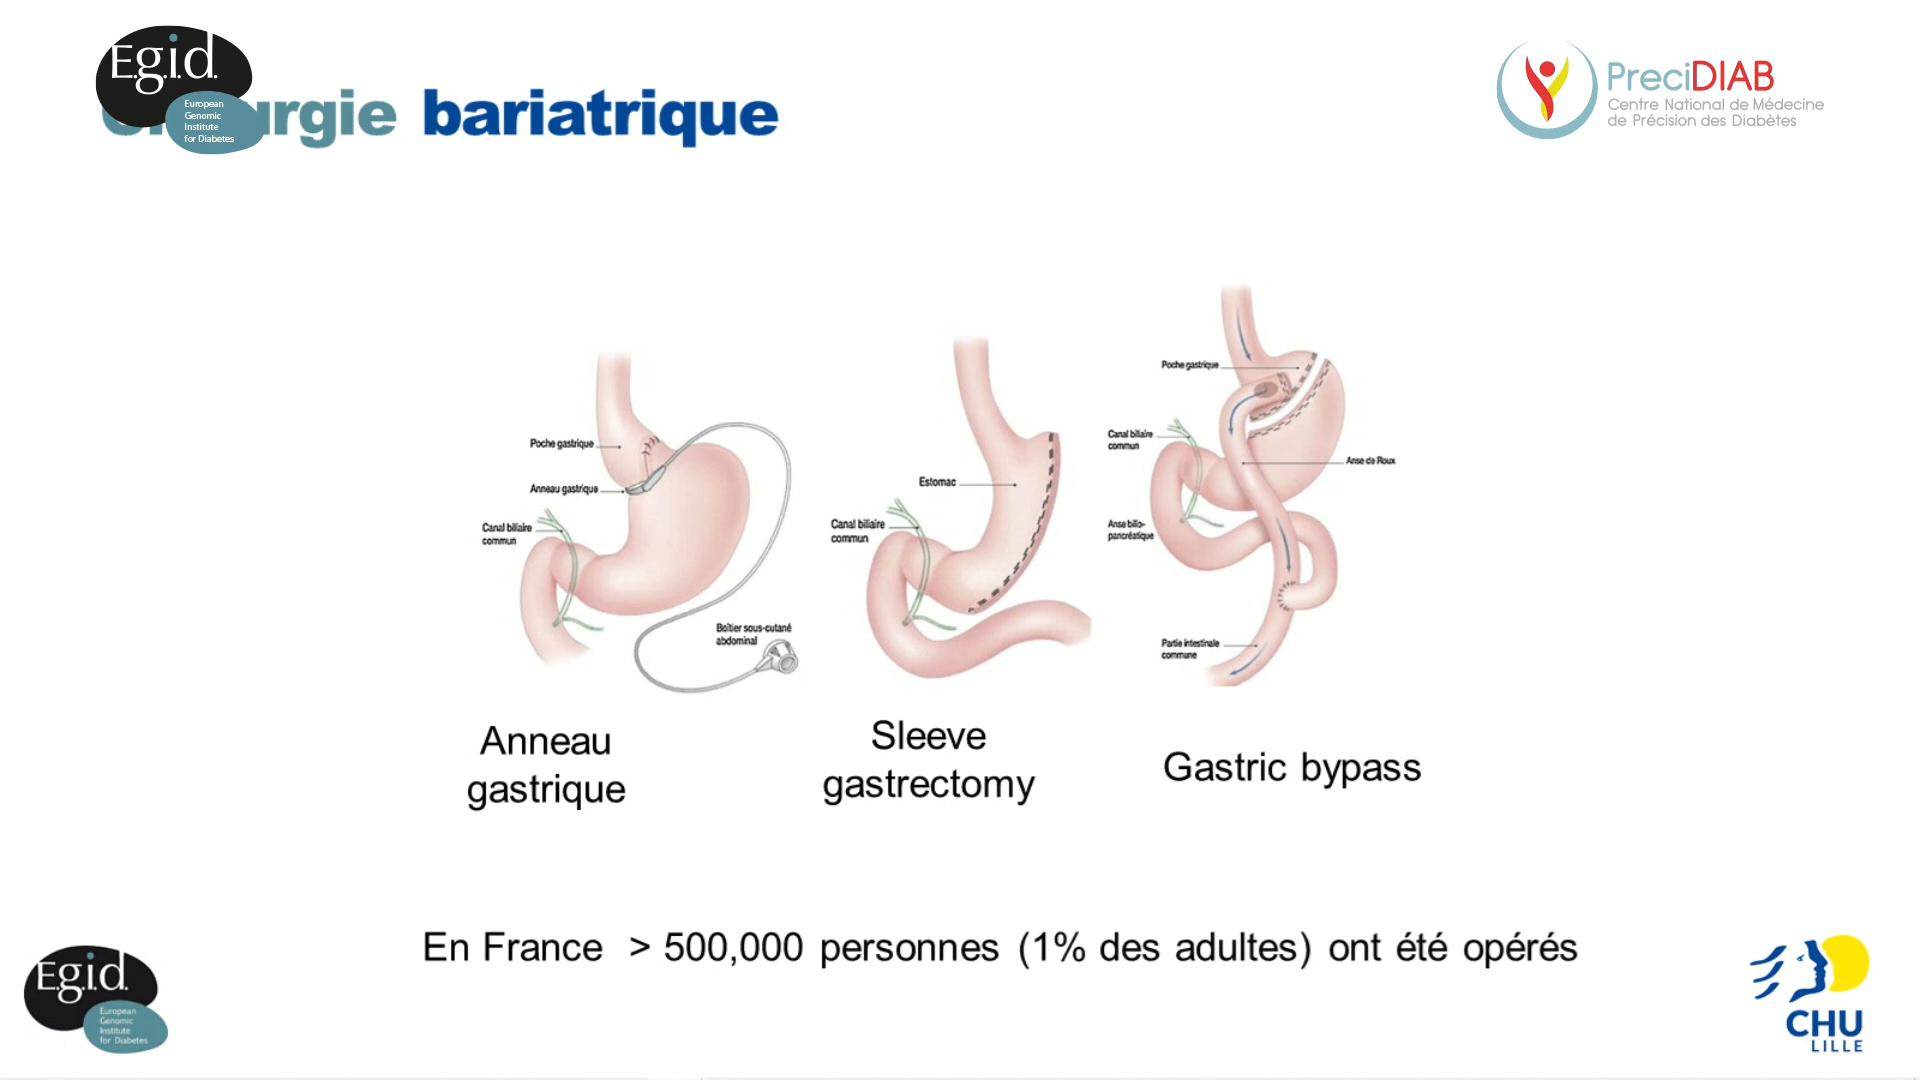 E.g.i.d.
European
Genomic
Institute
for Diabetes
bariatrique
PreciDIAB
Centre National de Médecine
de Précision des Diabètes
Poche gastrique
Anneau gastrique
Canal biliaire
commun
Boîtier sous-cutané
abdominal
Estomac
Canal biliaire
commun
Poche gastrique
Canal biliaire
commun
Anse de Roux
Anse bilio-
pancréatique
Partie intestinale
commune
Anneau
gastrique
Sleeve
gastrectomy
Gastric bypass
En France > 500,000 personnes (1% des adultes) ont été opérés
E.g.i.d.
European
Genomic
Institute
for Diabetes
CHU
LILLE